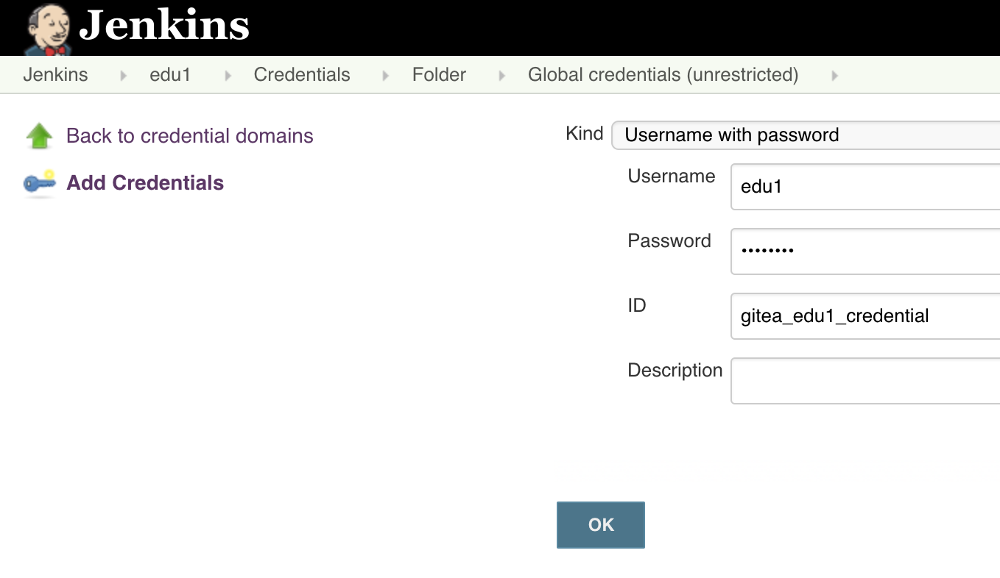 Jenkins
Jenkins edu1 Credentials Folder Global credentials (unrestricted)
Back to credential domains
Add Credentials
Kind Username with password
Username edu1
Password ••••••••
ID gitea_edu1_credential
Description
OK